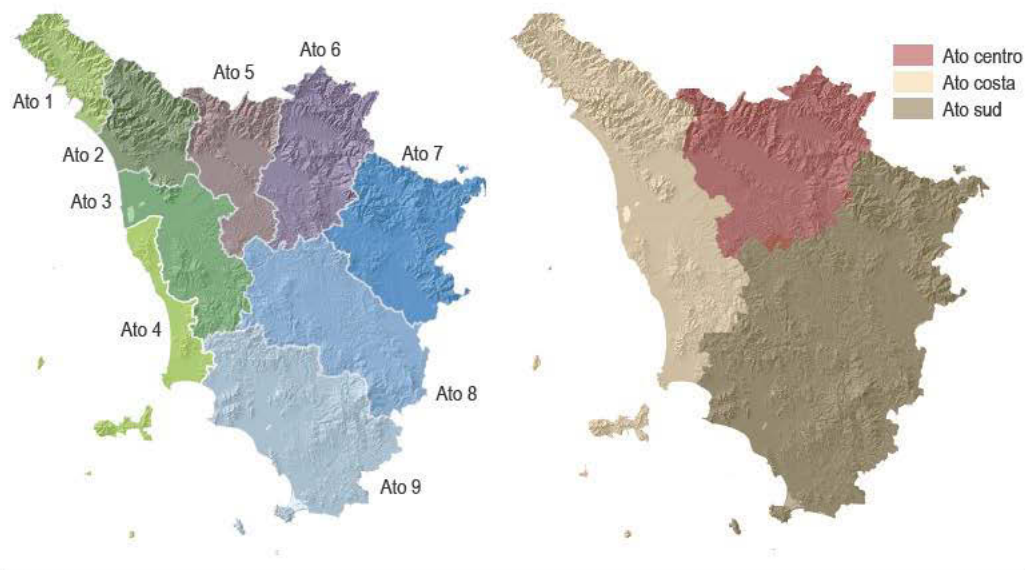 Ato 1
Ato 2
Ato 3
Ato 4
Ato 5
Ato 6
Ato 7
Ato 8
Ato 9
Ato centro
Ato costa
Ato sud